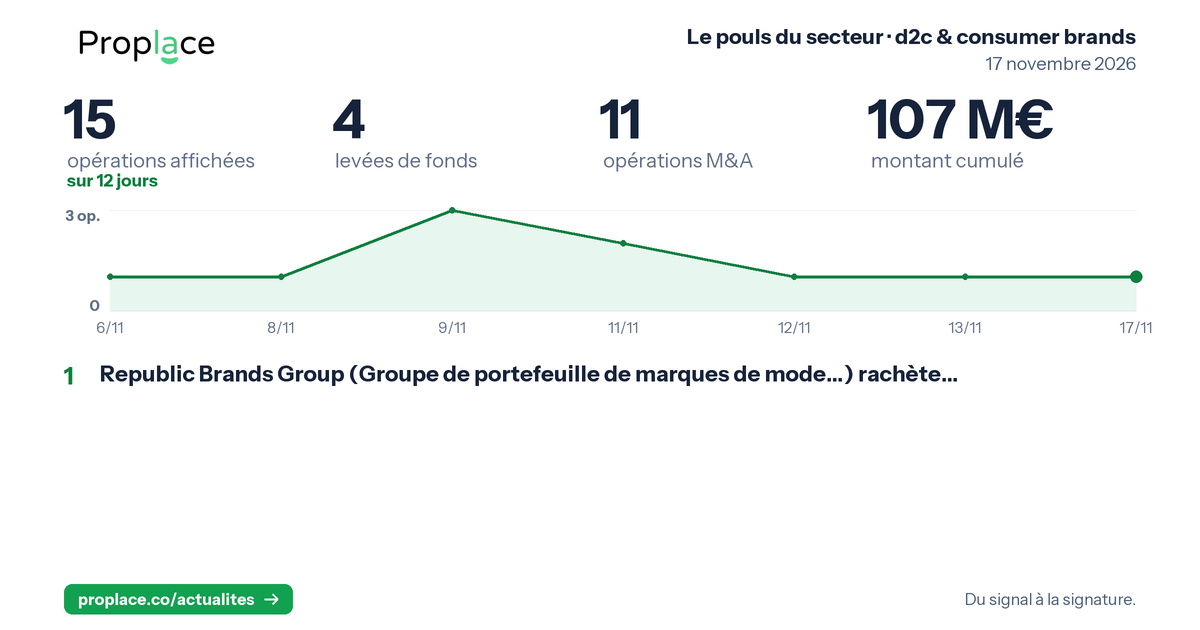 Proplace
Le pouls du secteur · d2c & consumer brands
17 novembre 2026
15
opérations affichées
sur 12 jours
4
levées de fonds
11
opérations M&A
107 M€
montant cumulé
3 op.
0
6/11 8/11 9/11 11/11 12/11 13/11 17/11
1 Republic Brands Group (Groupe de portefeuille de marques de mode...) rachète...
proplace.co/actualites →
Du signal à la signature.